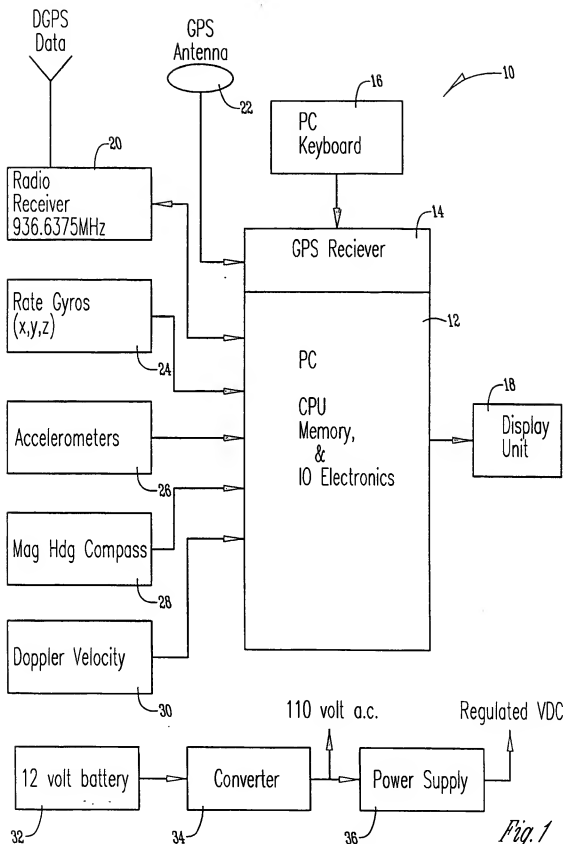 DGPS
Data
GPS
Antenna
22
10
16
PC
Keyboard
20
Radio
Receiver
936.6375MHz
14
GPS Reciever
12
Rate Gyros
(x,y,z)
24
PC
CPU
Memory,
&
IO Electronics
18
Display
Unit
Accelerometers
26
Mag Hdg Compass
28
Doppler Velocity
30
110 volt a.c.
Regulated VDC
12 volt battery
32
Converter
34
Power Supply
36
Fig. 1